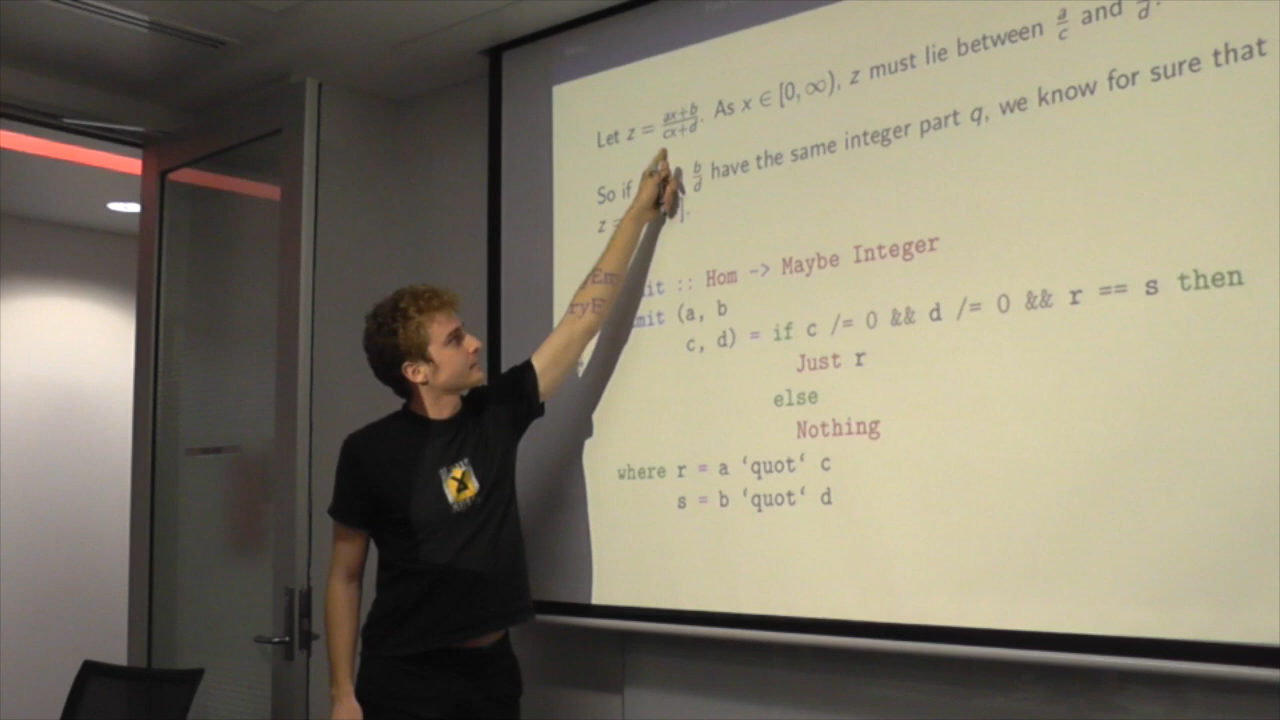 Let z = ax+b/cx+d. As x ∈ [0, ∞), z must lie between a/c and /d.
So if b/d have the same integer part q, we know for sure that
z =
:: Hom -> Maybe Integer
(a, b
c, d) = if c /= 0 && d /= 0 && r == s then
Just r
else
Nothing
where r = a ‘quot‘ c
s = b ‘quot‘ d